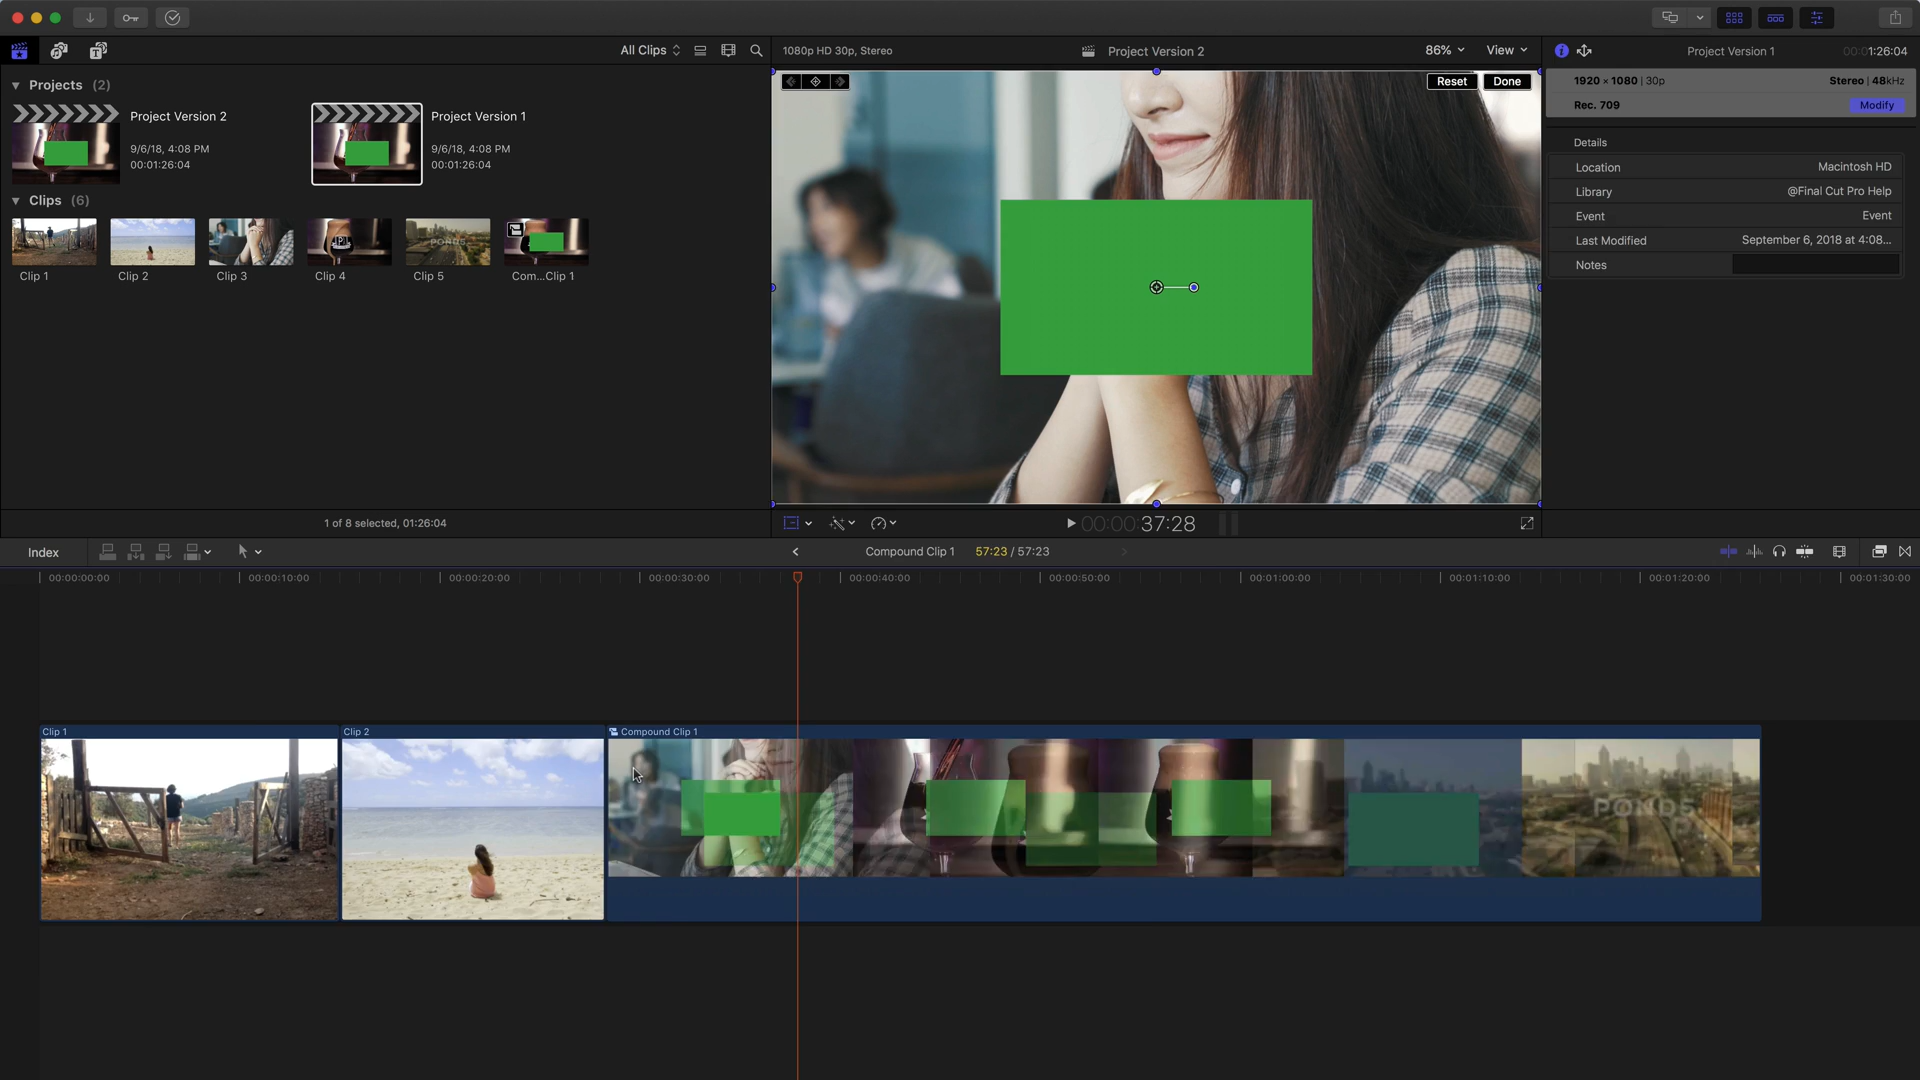 All Clips
1080p HD 30p, Stereo
Project Version 2
86%
View
Project Version 1
00:01:26:04
Projects (2)
Project Version 2
9/6/18, 4:08 PM
00:01:26:04
Project Version 1
9/6/18, 4:08 PM
00:01:26:04
Reset
Done
1920 × 1080 | 30p
Stereo | 48kHz
Rec. 709
Modify
Details
Location
Macintosh HD
Library
@Final Cut Pro Help
Event
Event
Last Modified
September 6, 2018 at 4:08...
Notes
Clips (6)
POND5
Clip 1
Clip 2
Clip 3
Clip 4
Clip 5
Com...Clip 1
1 of 8 selected, 01:26:04
00:00:37:28
Index
Compound Clip 1
57:23 / 57:23
00:00:00:00
00:00:10:00
00:00:20:00
00:00:30:00
00:00:40:00
00:00:50:00
00:01:00:00
00:01:10:00
00:01:20:00
00:01:30:00
Clip 1
Clip 2
Compound Clip 1
POND5